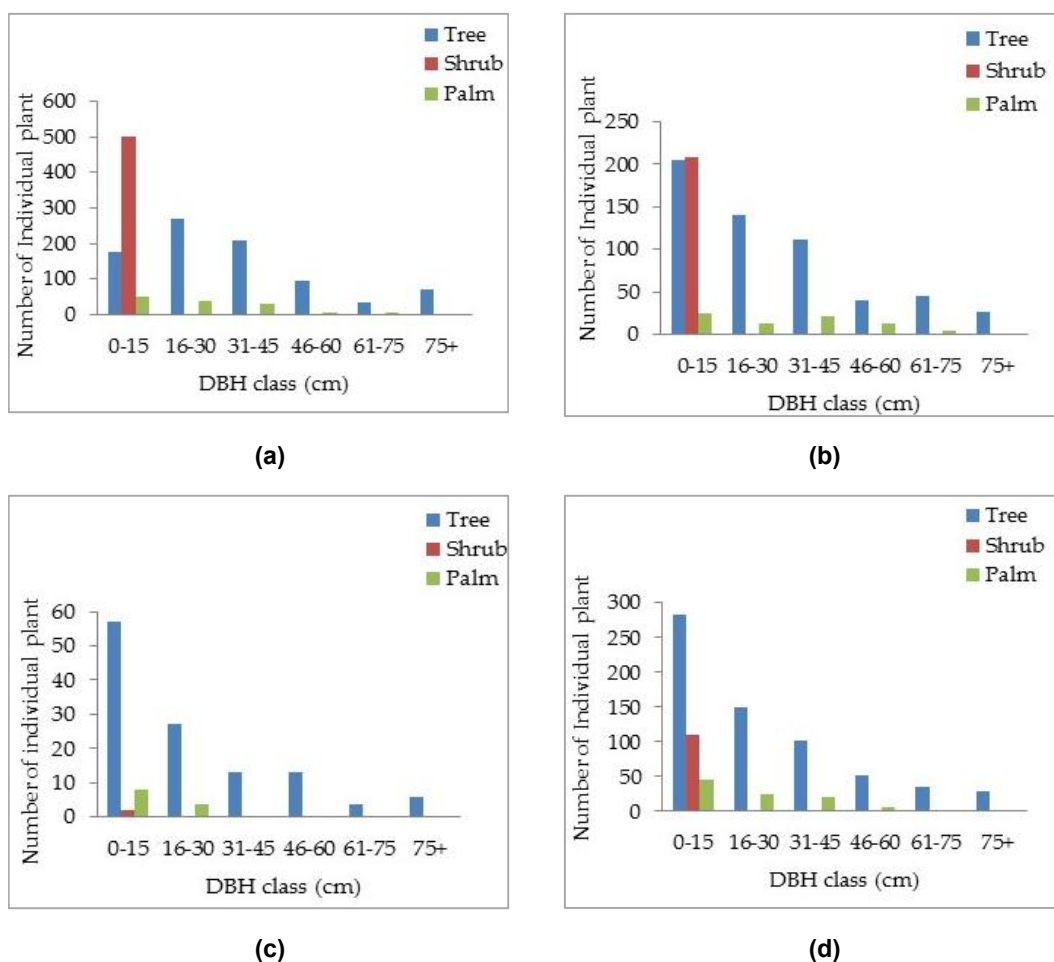 Tree
Shrub
Palm
Number of Individual plant
600
500
400
300
200
100
0
0-15 16-30 31-45 46-60 61-75 75+
DBH class (cm)
(a)
Tree
Shrub
Palm
Number of Individual plant
250
200
150
100
50
0
0-15 16-30 31-45 46-60 61-75 75+
DBH class (cm)
(b)
Tree
Shrub
Palm
Number of individual plant
60
50
40
30
20
10
0
0-15 16-30 31-45 46-60 61-75 75+
DBH class (cm)
(c)
Tree
Shrub
Palm
Number of Individual plant
300
250
200
150
100
50
0
0-15 16-30 31-45 46-60 61-75 75+
DBH class (cm)
(d)